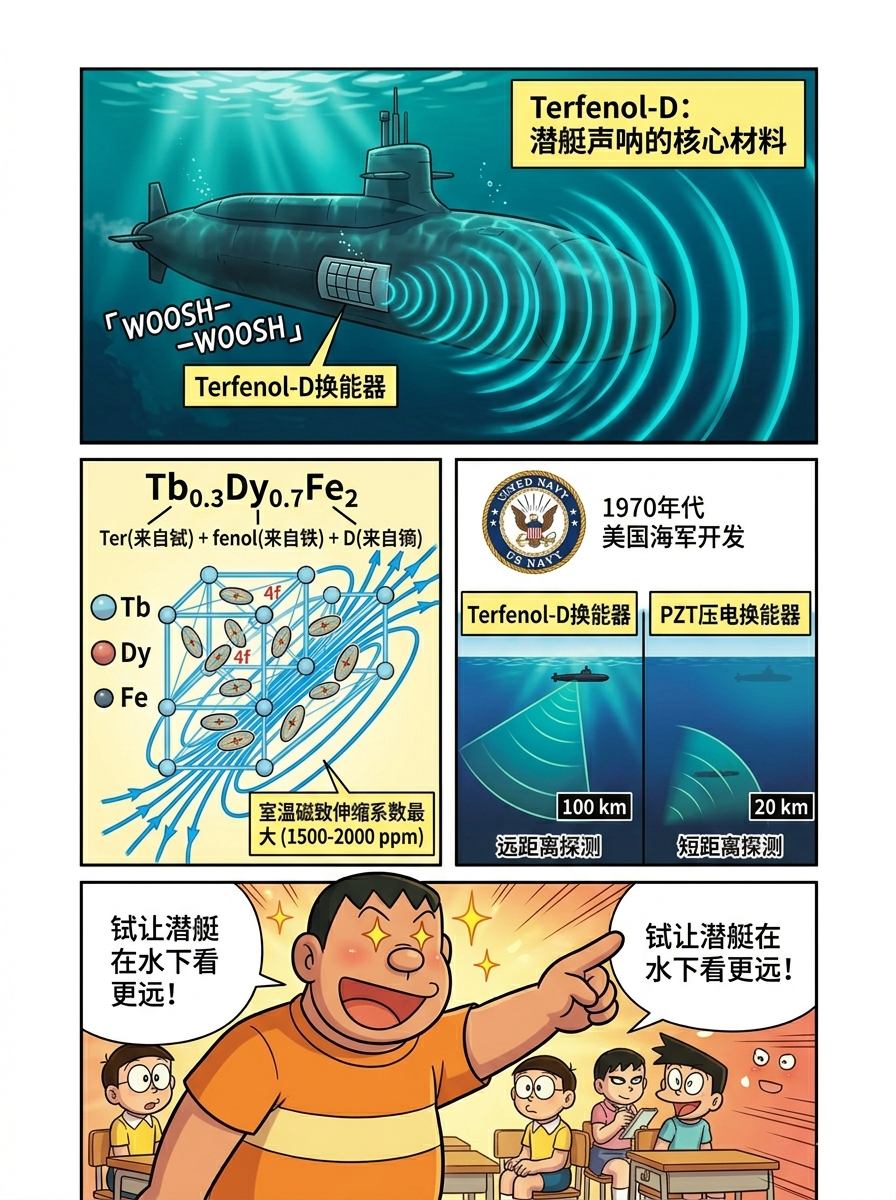 Terfenol-D：
潜艇声呐的核心材料
「WOOSH-
-WOOSH」
Terfenol-D换能器
Tb0.3Dy0.7Fe2
Ter(来自铽) + fenol(来自铁) + D(来自镝)
4f
Tb
4f
Dy
Fe
室温磁致伸缩系数最
大 (1500-2000 ppm)
UNED NAVY
US NAVY
1970年代
美国海军开发
Terfenol-D换能器
PZT压电换能器
100 km
20 km
远距离探测
短距离探测
铽让潜艇
在水下看
更远！
铽让潜艇在
水下看更远！